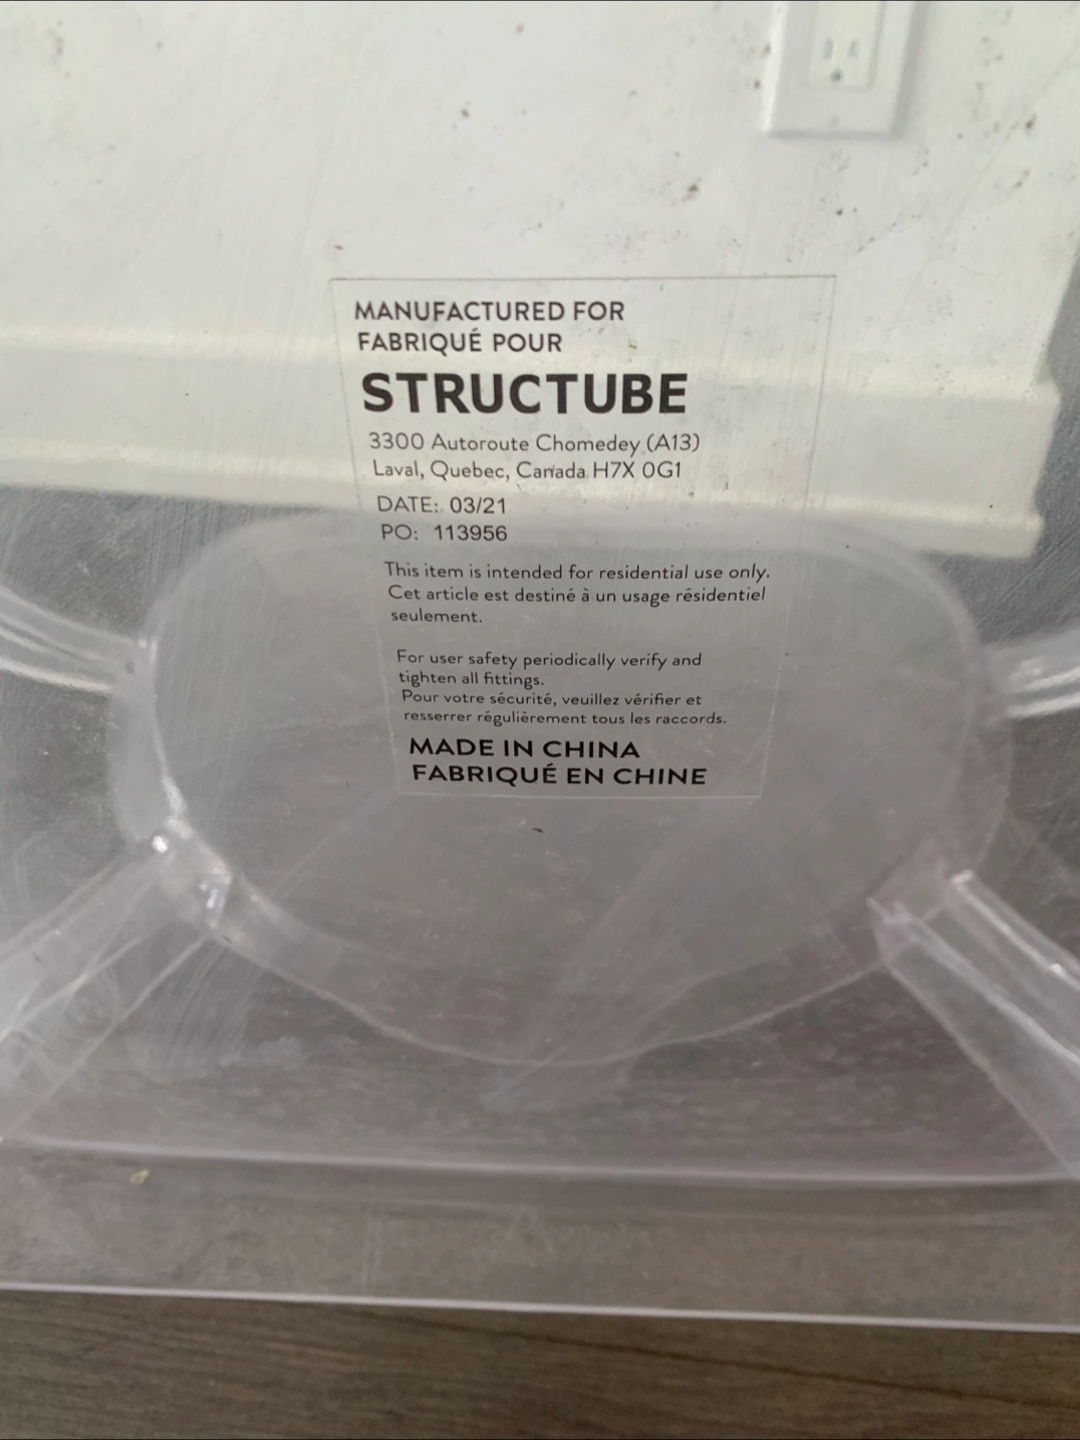 MANUFACTURED FOR
FABRIQUÉ POUR
STRUCTUBE
3300 Autoroute Chomedey (A13)
Laval, Quebec, Canada H7X 0G1
DATE: 03/21
PO: 113956
This item is intended for residential use only.
Cet article est destiné à un usage résidentiel
seulement.
For user safety periodically verify and
tighten all fittings.
Pour votre sécurité, veuillez vérifier et
resserrer régulièrement tous les raccords.
MADE IN CHINA
FABRIQUÉ EN CHINE